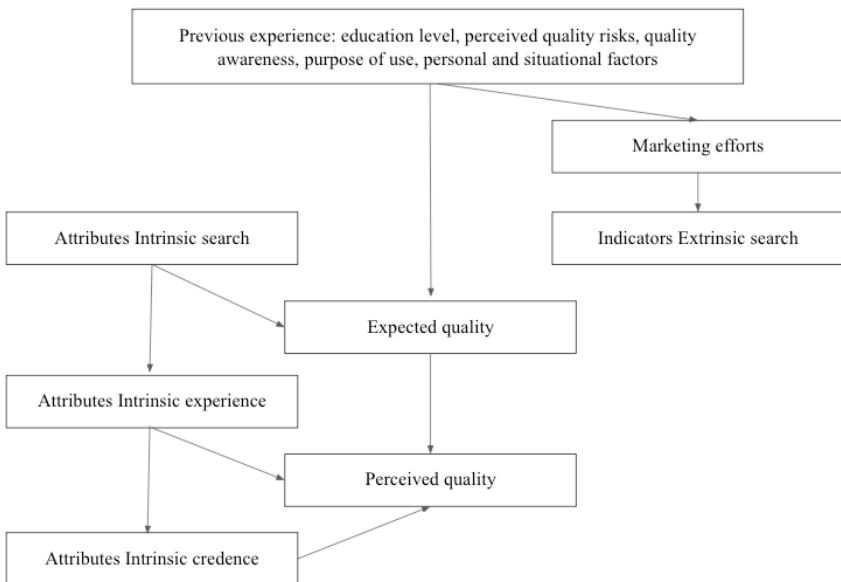 Previous experience: education level, perceived quality risks, quality
awareness, purpose of use, personal and situational factors
Marketing efforts
Attributes Intrinsic search
Indicators Extrinsic search
Expected quality
Attributes Intrinsic experience
Perceived quality
Attributes Intrinsic credence